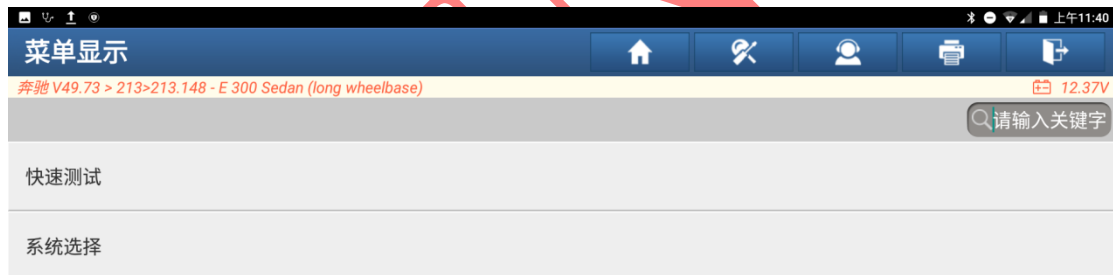 上午11:40
菜单显示
奔驰 V49.73 > 213>213.148 - E 300 Sedan (long wheelbase) 12.37V
请输入关键字
快速测试
系统选择